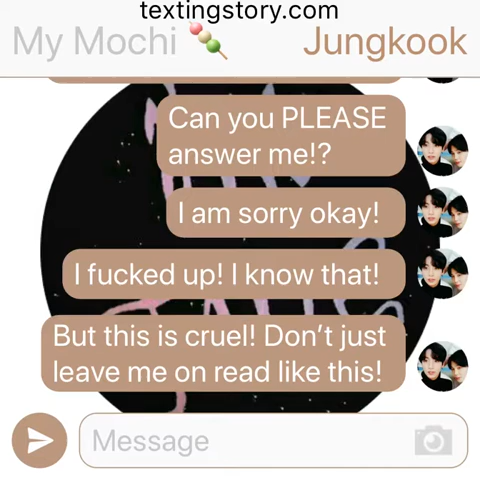 textingstory.com
My Mochi 🍡 Jungkook
Can you PLEASE
answer me!?
I am sorry okay!
I fucked up! I know that!
But this is cruel! Don't just
leave me on read like this!
Message